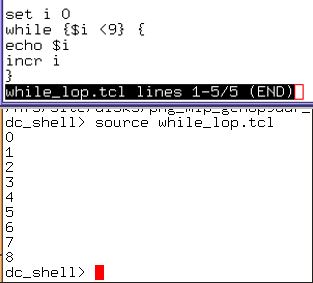 set i 0
while {$i <9} {
echo $i
incr i
}
while_lop.tcl lines 1-5/5 (END)
dc_shell> source while_lop.tcl
0
1
2
3
4
5
6
7
8
dc_shell>